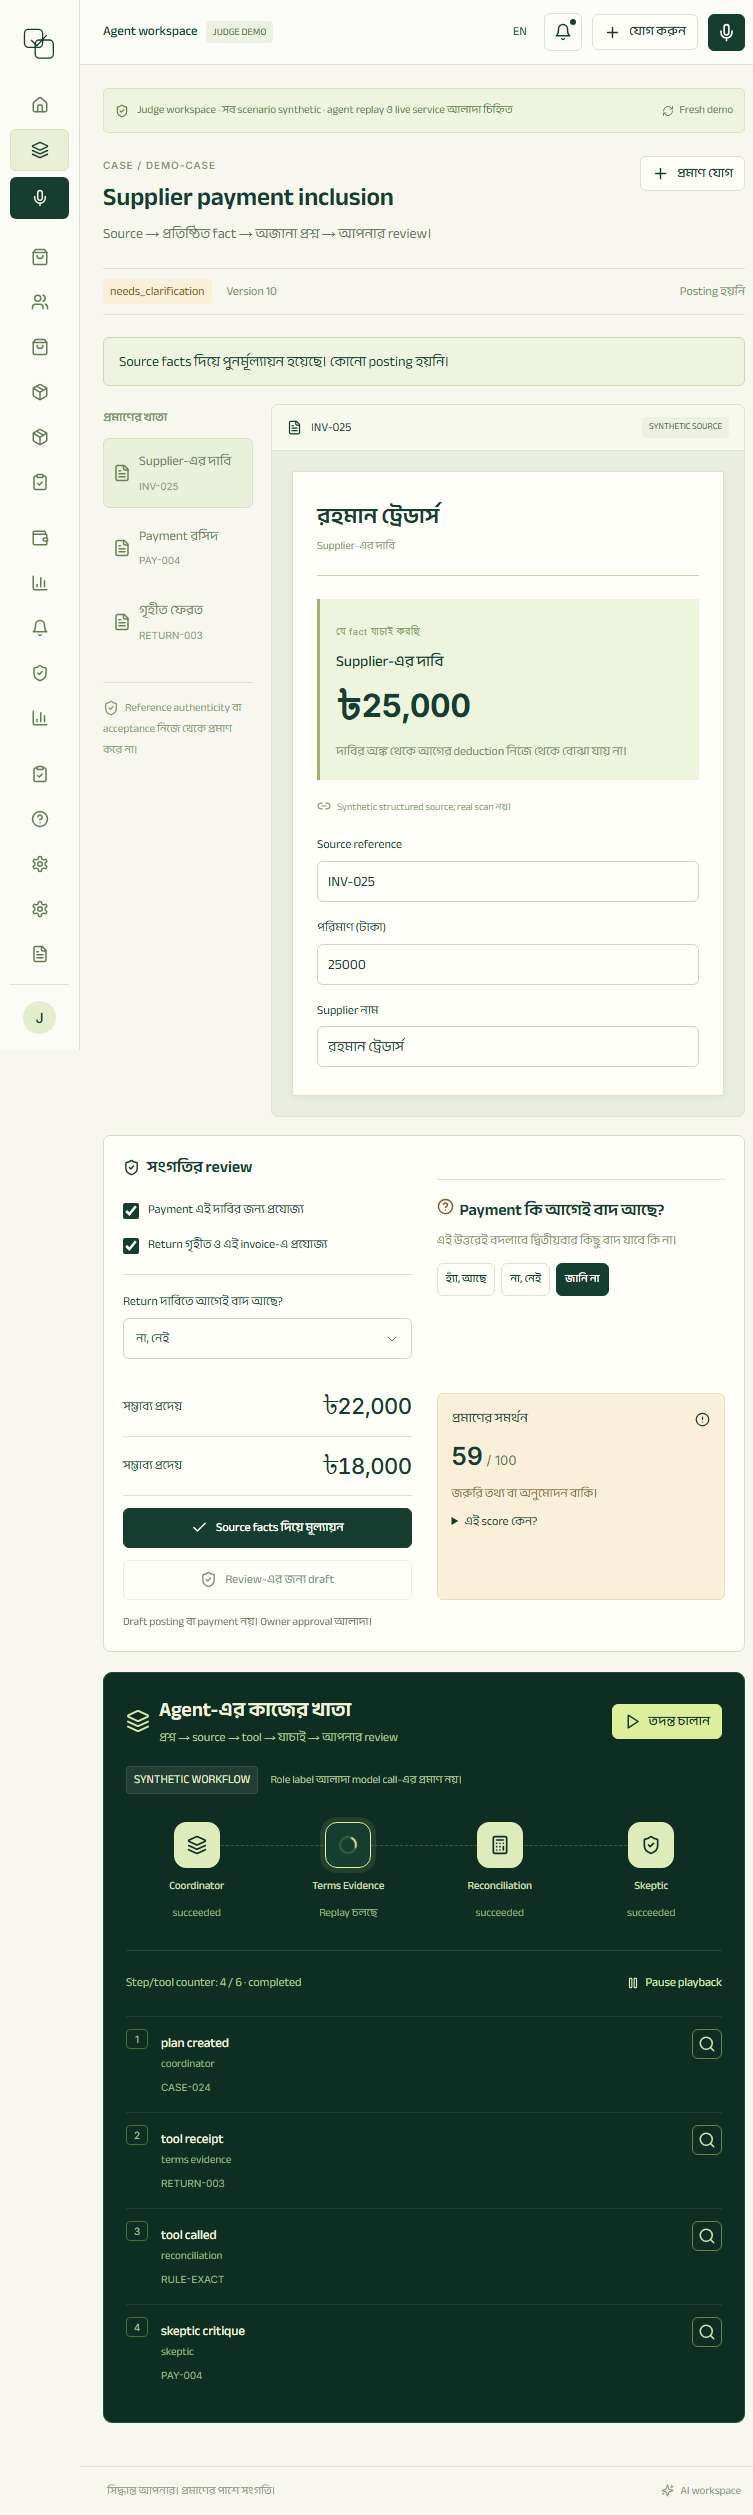 Agent workspace
JUDGE DEMO
EN
যোগ করুন
Judge workspace · সব scenario synthetic · agent replay ও live service আলাদা চিহ্নিত
Fresh demo
CASE / DEMO-CASE
Supplier payment inclusion
প্রমাণ যোগ
Source → প্রতিষ্ঠিত fact → অজানা প্রশ্ন → আপনার review।
needs_clarification
Version 10
Posting হয়নি
Source facts দিয়ে পুনর্মূল্যায়ন হয়েছে। কোনো posting হয়নি।
প্রমাণের খাতা
Supplier-এর দাবি
INV-025
Payment রসিদ
PAY-004
গৃহীত ফেরত
RETURN-003
Reference authenticity বা
acceptance নিজে থেকে প্রমাণ
করে না।
INV-025
SYNTHETIC SOURCE
রহমান ট্রেডার্স
Supplier-এর দাবি
যে fact যাচাই করছি
Supplier-এর দাবি
৳25,000
দাবির অঙ্ক থেকে আগের deduction নিজে থেকে বোঝা যায় না।
Synthetic structured source; real scan নয়।
Source reference
INV-025
পরিমাণ (টাকা)
25000
Supplier নাম
রহমান ট্রেডার্স
সংগতির review
Payment এই দাবির জন্য প্রযোজ্য
Return গৃহীত ও এই invoice-এ প্রযোজ্য
Return দাবিতে আগেই বাদ আছে?
না, নেই
Payment কি আগেই বাদ আছে?
এই উত্তরেই বদলাবে দ্বিতীয়বার কিছু বাদ যাবে কি না।
হ্যাঁ, আছে
না, নেই
জানি না
সম্ভাব্য প্রদেয়
৳22,000
সম্ভাব্য প্রদেয়
৳18,000
Source facts দিয়ে মূল্যায়ন
Review-এর জন্য draft
Draft posting বা payment নয়। Owner approval আলাদা।
প্রমাণের সমর্থন
59 / 100
জরুরি তথ্য বা অনুমোদন বাকি।
এই score কেন?
Agent-এর কাজের খাতা
প্রশ্ন → source → tool → যাচাই → আপনার review
তদন্ত চালান
SYNTHETIC WORKFLOW
Role label আলাদা model call-এর প্রমাণ নয়।
Coordinator
succeeded
Terms Evidence
Replay চলছে
Reconciliation
succeeded
Skeptic
succeeded
Step/tool counter: 4 / 6 · completed
Pause playback
1
plan created
coordinator
CASE-024
2
tool receipt
terms evidence
RETURN-003
3
tool called
reconciliation
RULE-EXACT
4
skeptic critique
skeptic
PAY-004
J
সিদ্ধান্ত আপনার। প্রমাণের পাশে সংগতি।
AI workspace